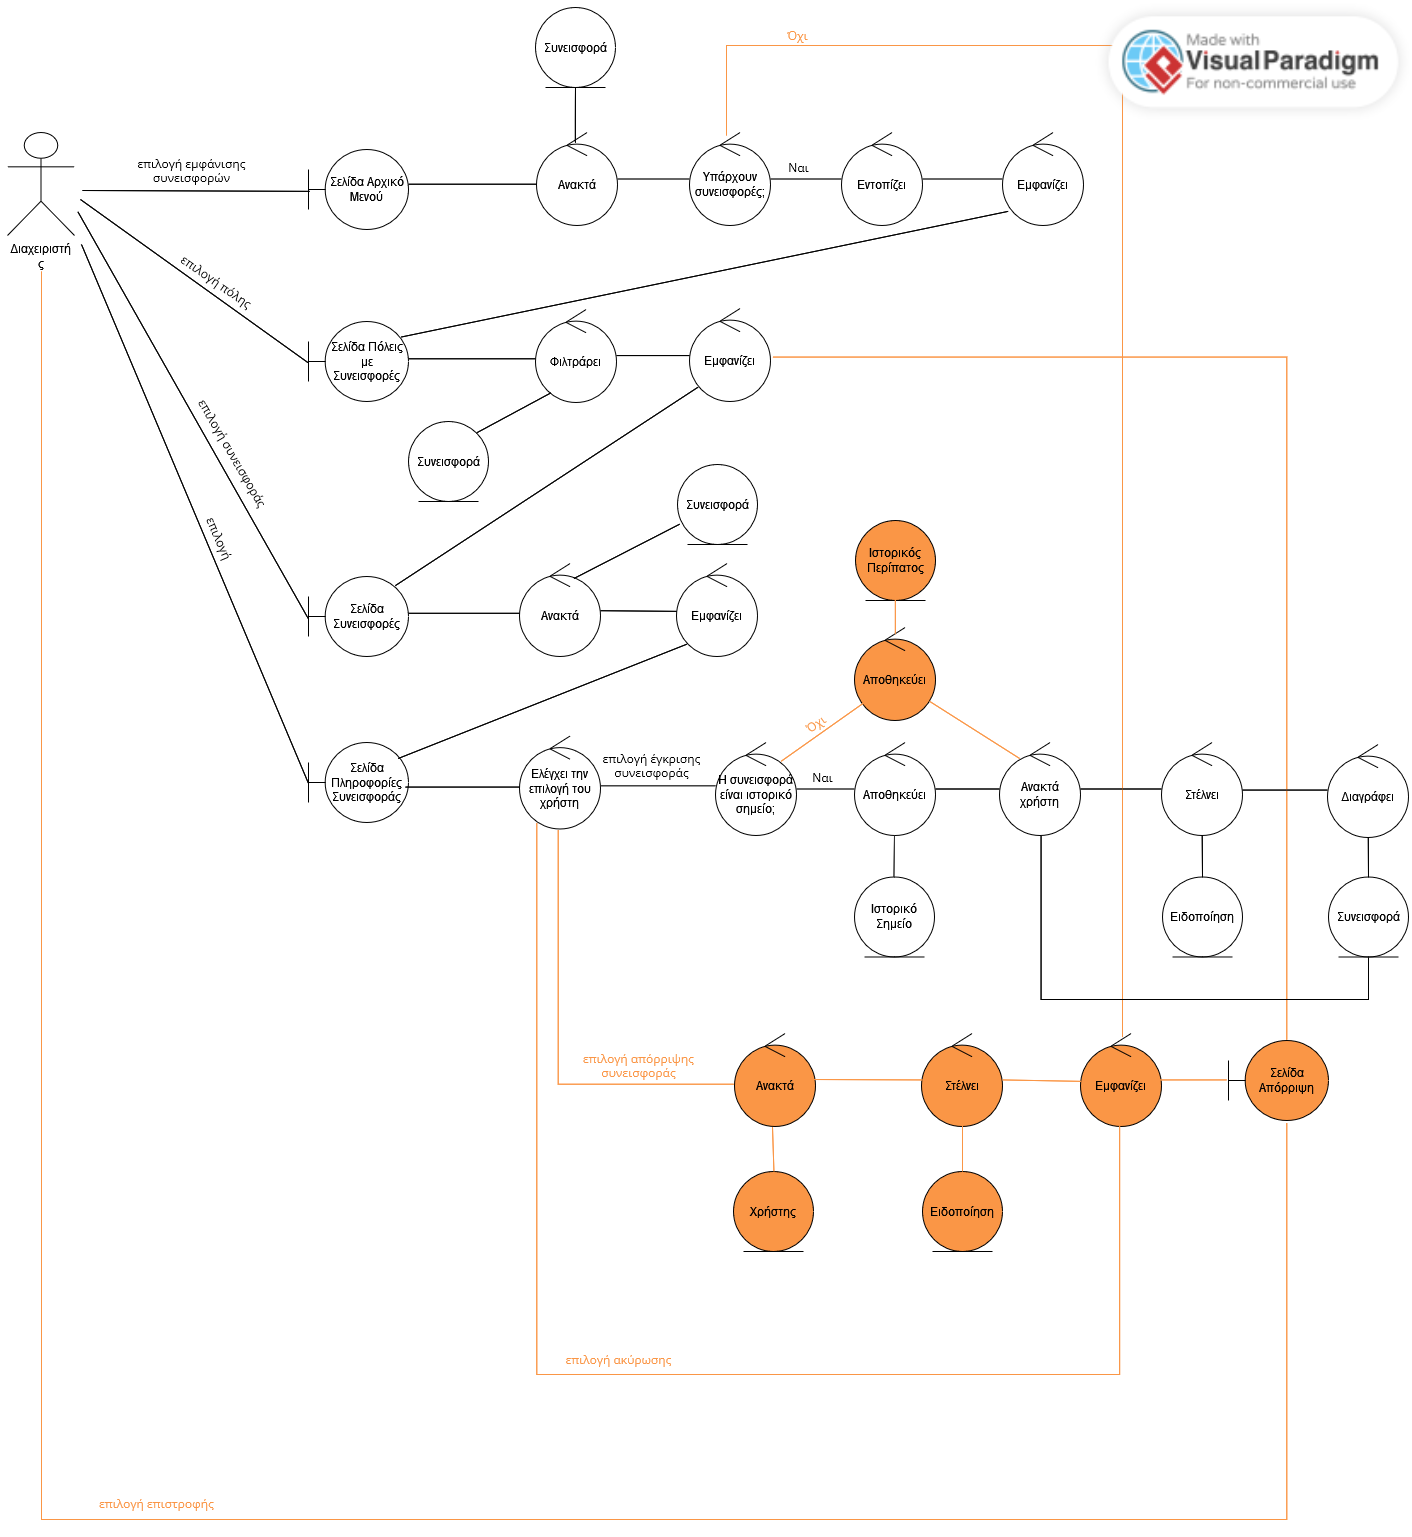 Συνεισφορά
Όχι
Made with
Visual Paradigm
For non-commercial use
επιλογή εμφάνισης
συνεισφορών
Διαχειριστή
ς
Σελίδα Αρχικό
Μενού
Ανακτά
Υπάρχουν
συνεισφορές;
Ναι
Εντοπίζει
Εμφανίζει
επιλογή πόλης
Σελίδα Πόλεις
με
Συνεισφορές
Φιλτράρει
Εμφανίζει
Συνεισφορά
επιλογή συνεισφοράς
Συνεισφορά
επιλογή
Ιστορικός
Περίπατος
Σελίδα
Συνεισφορές
Ανακτά
Εμφανίζει
Αποθηκεύει
Όχι
Σελίδα
Πληροφορίες
Συνεισφοράς
Ελέγχει την
επιλογή του
χρήστη
επιλογή έγκρισης
συνεισφοράς
Η συνεισφορά
είναι ιστορικό
σημείο;
Ναι
Αποθηκεύει
Ανακτά
χρήστη
Στέλνει
Διαγράφει
Ιστορικό
Σημείο
Ειδοποίηση
Συνεισφορά
επιλογή απόρριψης
συνεισφοράς
Ανακτά
Στέλνει
Εμφανίζει
Σελίδα
Απόρριψη
Χρήστης
Ειδοποίηση
επιλογή ακύρωσης
επιλογή επιστροφής